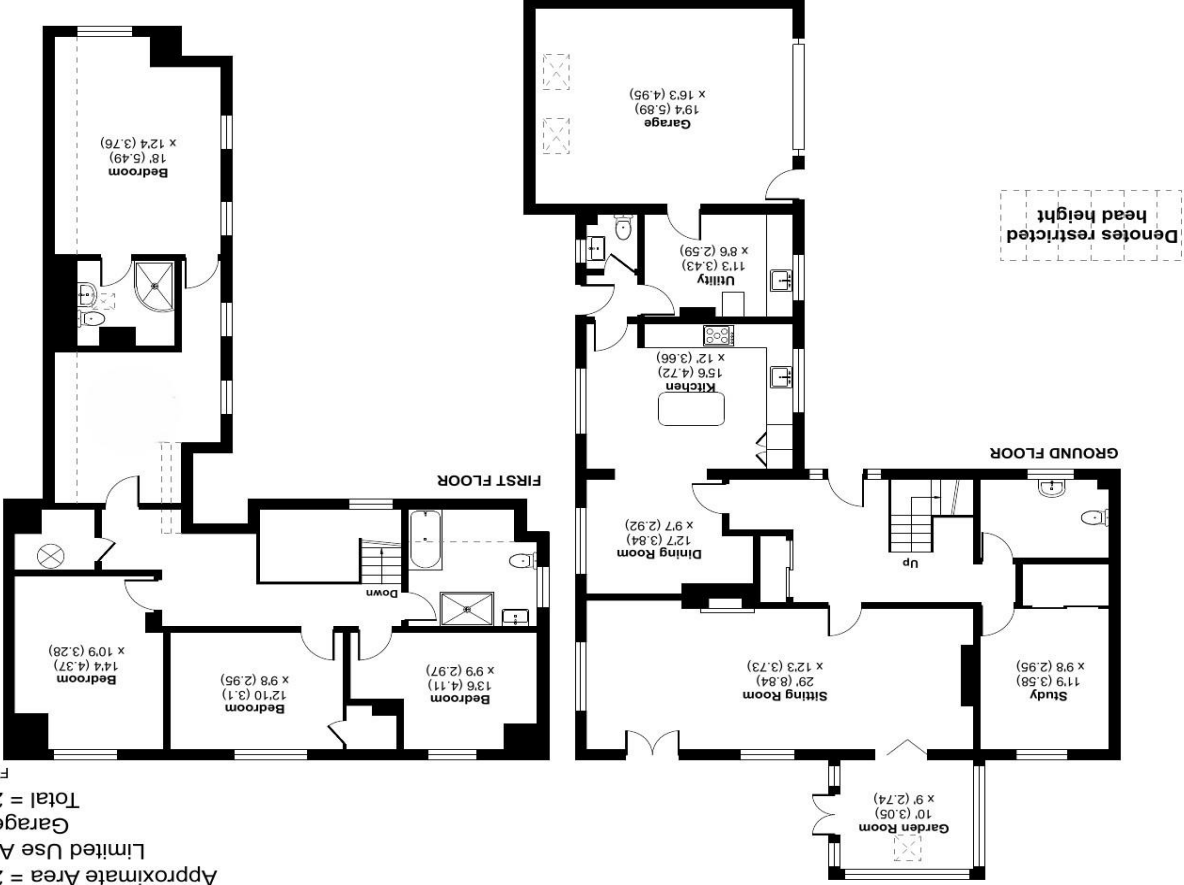 Approximate Area = 2
Limited Use A
Garage
Total = 2
F
Garden Room
10' (3.05)
x 9' (2.74)
Study
11'9 (3.58)
x 9'8 (2.95)
Sitting Room
29' (8.84)
x 12'3 (3.73)
Up
Dining Room
12'7 (3.84)
x 9'7 (2.92)
GROUND FLOOR
Kitchen
15'6 (4.72)
x 12' (3.66)
Utility
11'3 (3.43)
x 8'6 (2.59)
Garage
19'4 (5.89)
x 16'3 (4.95)
Denotes restricted
head height
Bedroom
13'6 (4.11)
x 9'9 (2.97)
Bedroom
12'10 (3.1)
x 9'8 (2.95)
Bedroom
14'4 (4.37)
x 10'9 (3.28)
Down
FIRST FLOOR
Bedroom
18' (5.49)
x 12'4 (3.76)